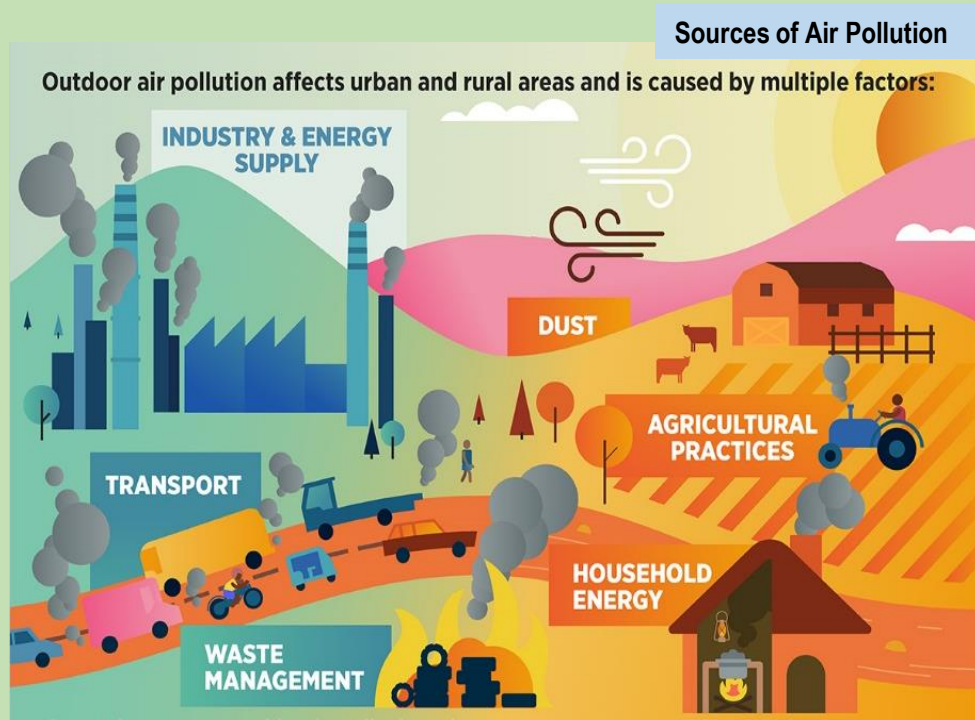 Sources of Air Pollution
Outdoor air pollution affects urban and rural areas and is caused by multiple factors:
INDUSTRY & ENERGY
SUPPLY
DUST
AGRICULTURAL
PRACTICES
TRANSPORT
HOUSEHOLD
ENERGY
WASTE
MANAGEMENT